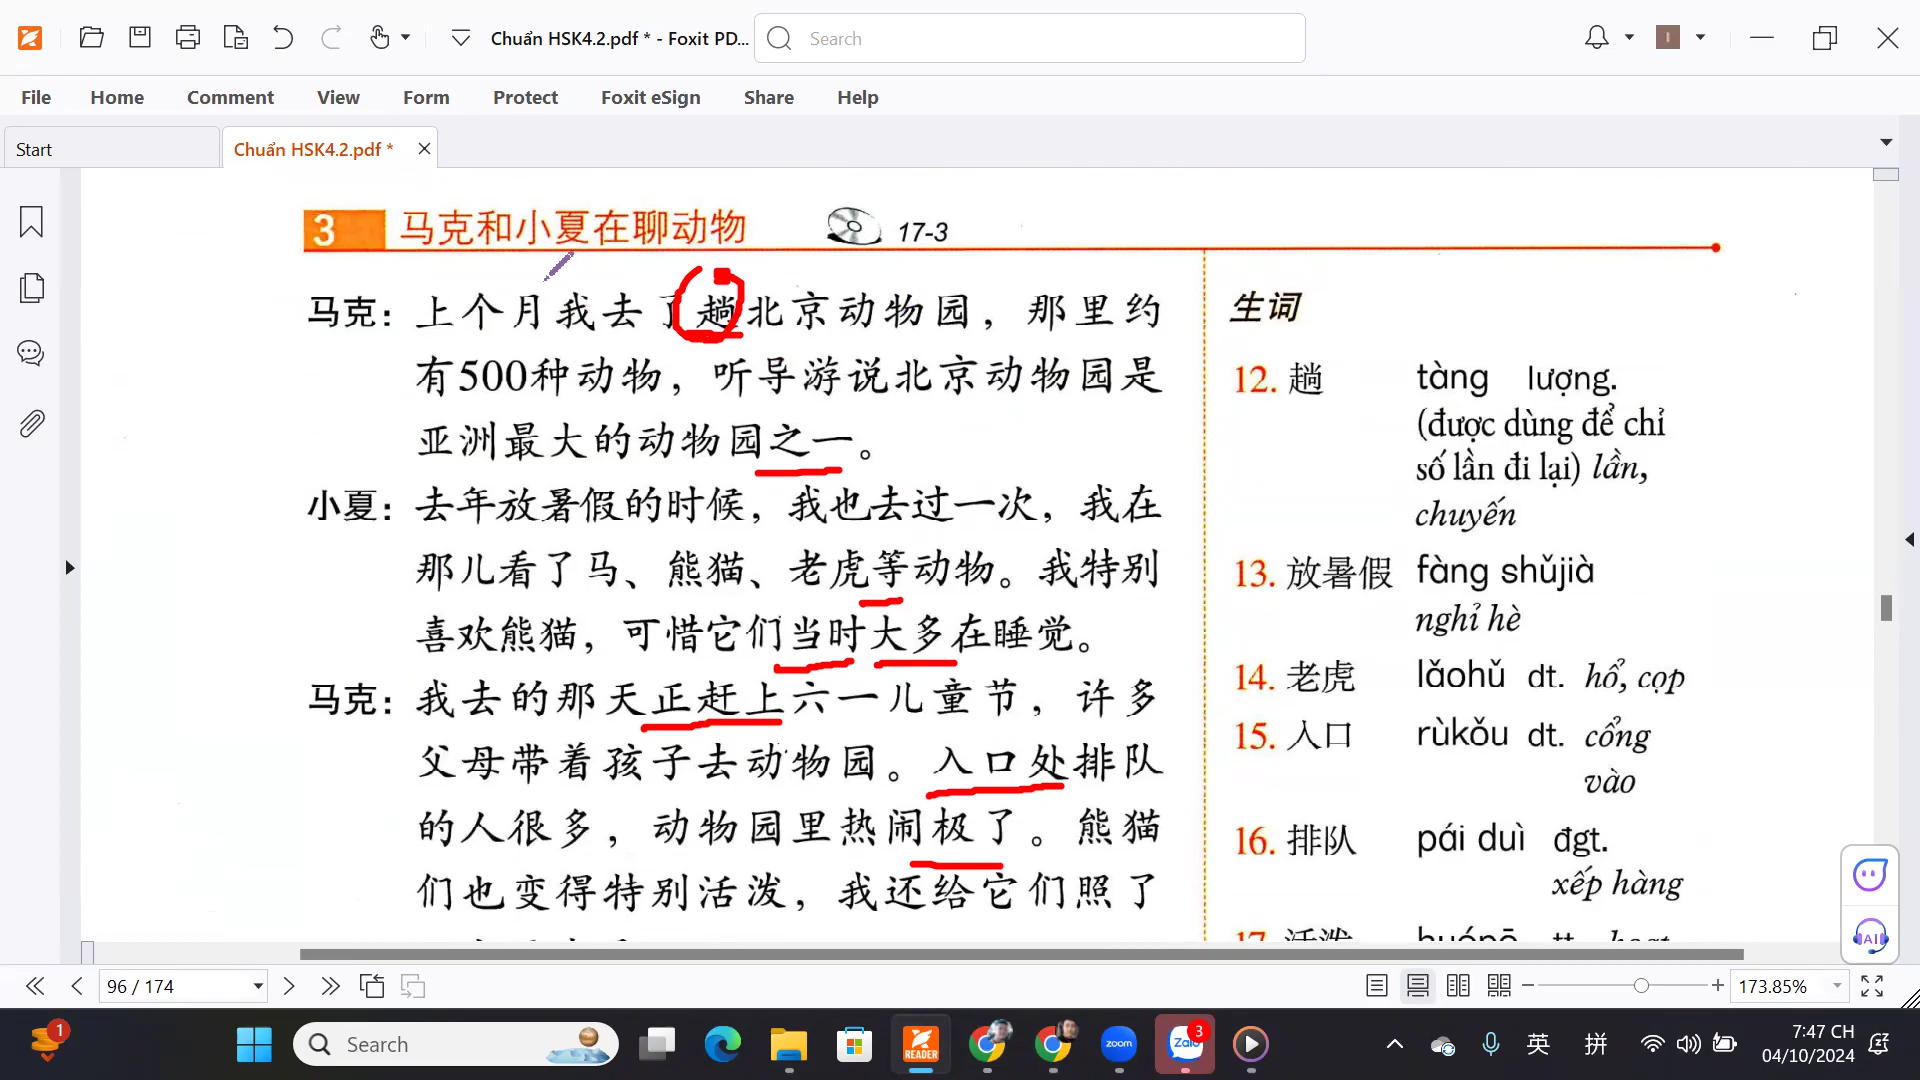 Chuẩn HSK4.2.pdf * - Foxit PD...
Search
File Home Comment View Form Protect Foxit eSign Share Help
Start
Chuẩn HSK4.2.pdf *
3 马克和小夏在聊动物 17-3
马克：上个月我去了趟北京动物园，那里约
有500种动物，听导游说北京动物园是
亚洲最大的动物园之一。
小夏：去年放暑假的时候，我也去过一次，我在
那儿看了马、熊猫、老虎等动物。我特别
喜欢熊猫，可惜它们当时大多在睡觉。
马克：我去的那天正赶上六一儿童节，许多
父母带着孩子去动物园。入口处排队
的人很多，动物园里热闹极了。熊猫
们也变得特别活泼，我还给它们照了
生词
12. 趟 tàng lượng.
(được dùng để chỉ
số lần đi lại) lần,
chuyến
13. 放暑假 fàng shǔjià
nghỉ hè
14. 老虎 lǎohǔ dt. hổ, cọp
15. 入口 rùkǒu dt. cổng
vào
16. 排队 pái duì đgt.
xếp hàng
AI
96 / 174
173.85%
1
Search
READER
zoom
Zalo
3
英
拼
7:47 CH
04/10/2024